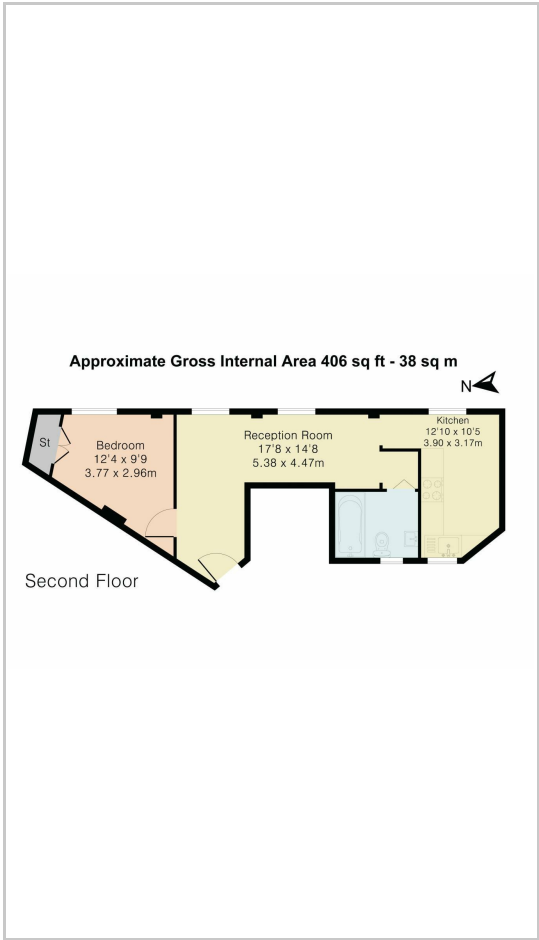 Approximate Gross Internal Area 406 sq ft - 38 sq m
N
St
Bedroom
12'4 x 9'9
3.77 x 2.96m
Reception Room
17'8 x 14'8
5.38 x 4.47m
Kitchen
12'10 x 10'5
3.90 x 3.17m
Second Floor